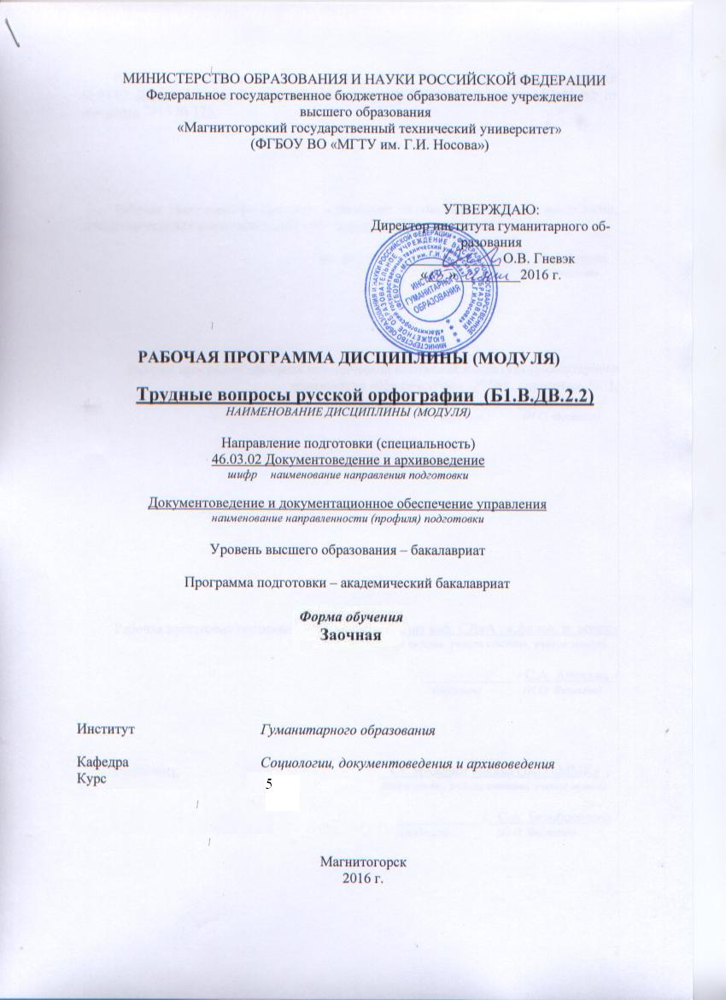 МИНИСТЕРСТВО ОБРАЗОВАНИЯ И НАУКИ РОССИЙСКОЙ ФЕДЕРАЦИИ
Федеральное государственное бюджетное образовательное учреждение
высшего образования
«Магнитогорский государственный технический университет»
(ФГБОУ ВО «МГТУ им. Г.И. Носова»)
УТВЕРЖДАЮ:
Директор института гуманитарного об-
разования
О.В. Гневэк
2016 г.
ИНСТИТУТ
ГУМАНИТАРНОГО
ОБРАЗОВАНИЯ
РАБОЧАЯ ПРОГРАММА ДИСЦИПЛИНЫ (МОДУЛЯ)
Трудные вопросы русской орфографии (Б1.В.ДВ.2.2)
НАИМЕНОВАНИЕ ДИСЦИПЛИНЫ (МОДУЛЯ)
Направление подготовки (специальность)
46.03.02 Документоведение и архивоведение
шифр наименование направления подготовки
Документоведение и документационное обеспечение управления
наименование направленности (профиля) подготовки
Уровень высшего образования – бакалавриат
Программа подготовки – академический бакалавриат
Форма обучения
Заочная
Институт Гуманитарного образования
Кафедра Социологии, документоведения и архивоведения
Курс 5
Магнитогорск
2016 г.